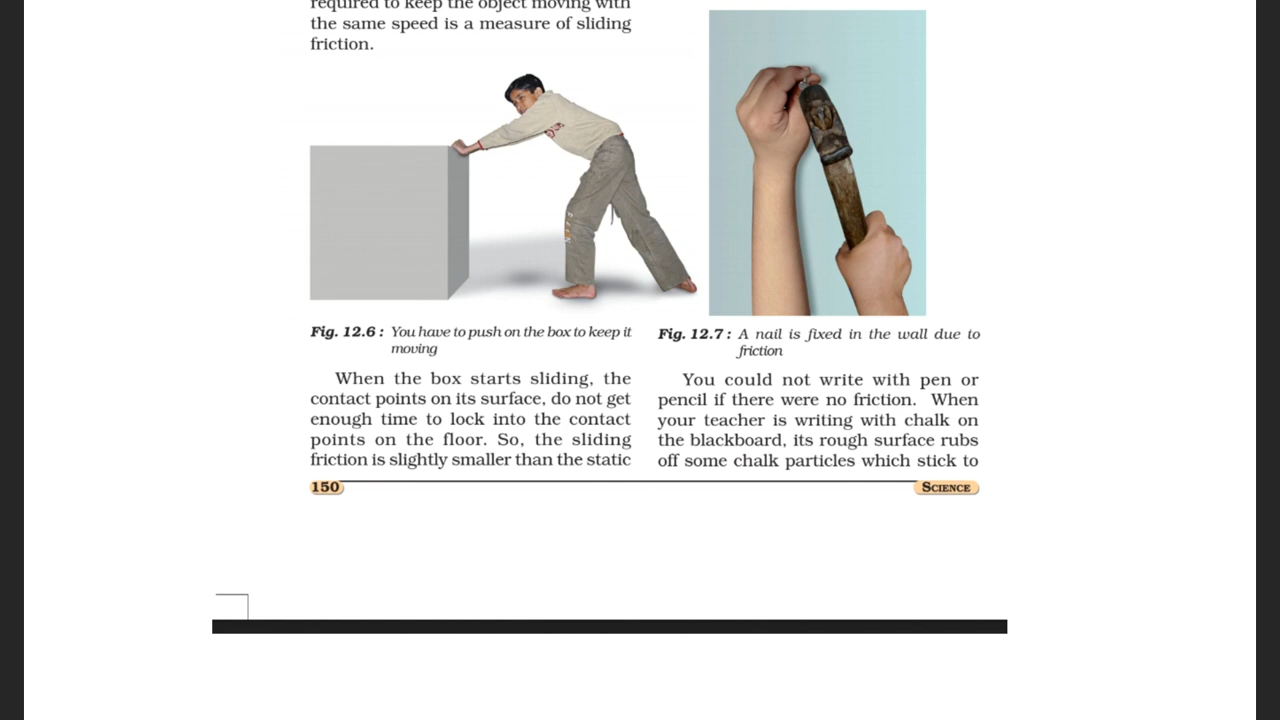 required to keep the object moving with
the same speed is a measure of sliding
friction.
Fig. 12.6 : You have to push on the box to keep it
moving
When the box starts sliding, the
contact points on its surface, do not get
enough time to lock into the contact
points on the floor. So, the sliding
friction is slightly smaller than the static
Fig. 12.7 : A nail is fixed in the wall due to
friction
You could not write with pen or
pencil if there were no friction. When
your teacher is writing with chalk on
the blackboard, its rough surface rubs
off some chalk particles which stick to
150
SCIENCE